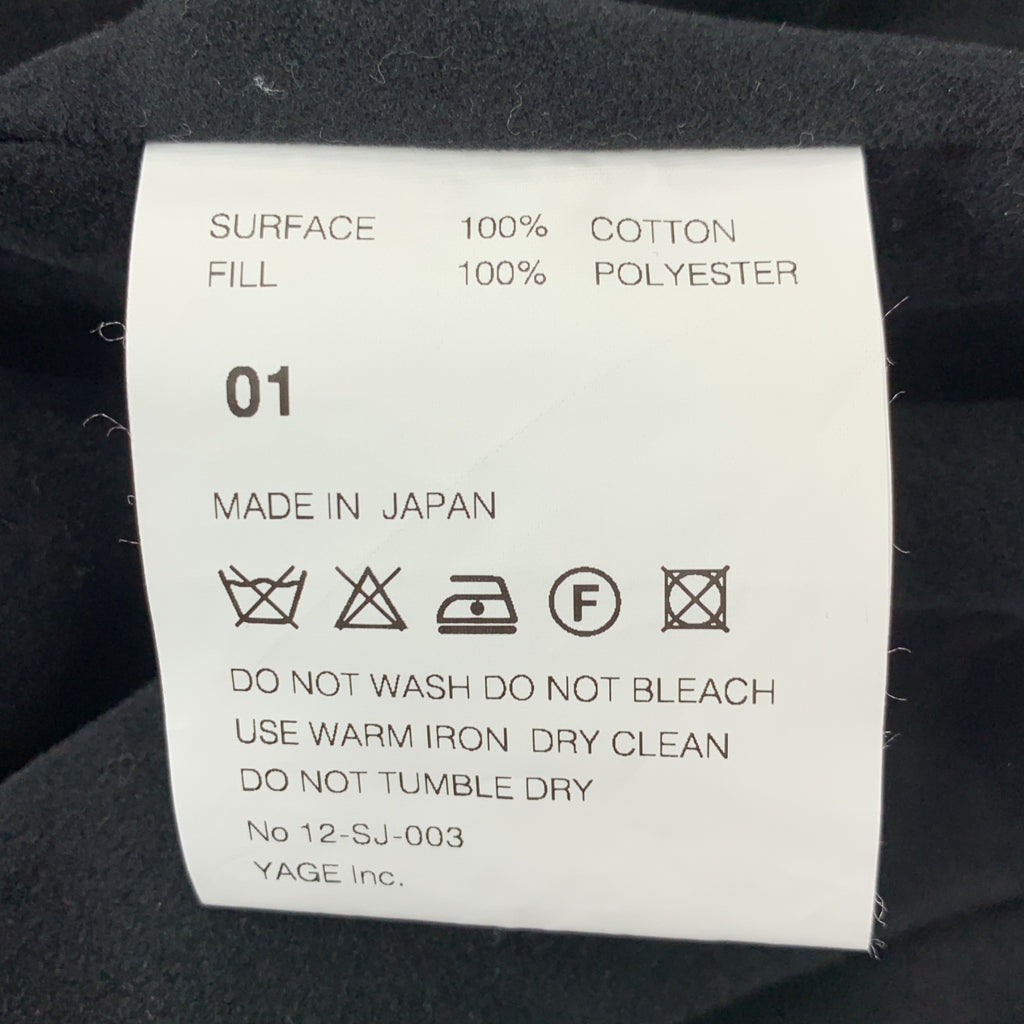 SURFACE 100% COTTON
FILL 100% POLYESTER
01
MADE IN JAPAN
F
DO NOT WASH DO NOT BLEACH
USE WARM IRON DRY CLEAN
DO NOT TUMBLE DRY
No 12-SJ-003
YAGE Inc.